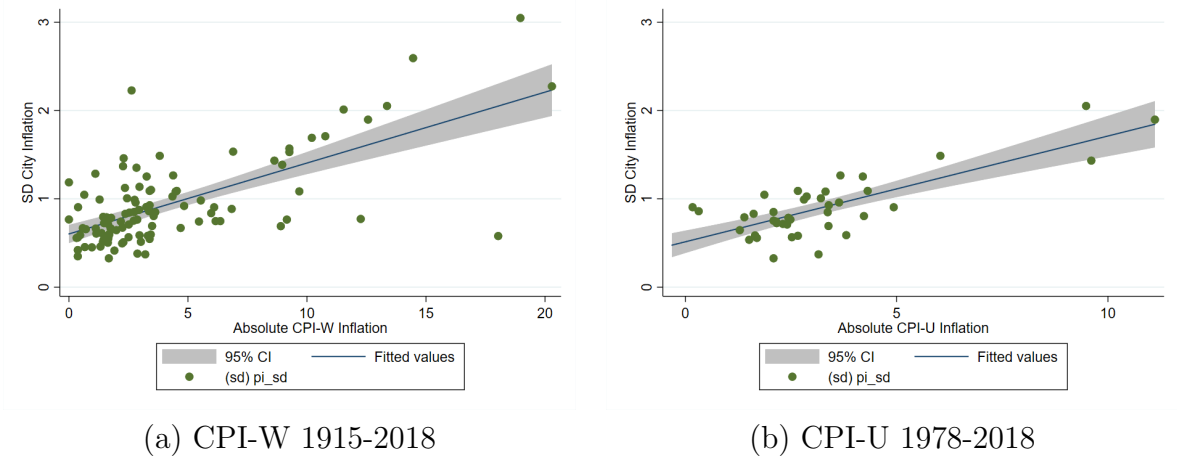 SD City Inflation
3
2
1
0
0 5 10 15 20
Absolute CPI-W Inflation
95% CI Fitted values
(sd) pi_sd
(a) CPI-W 1915-2018
SD City Inflation
3
2
1
0
0 5 10
Absolute CPI-U Inflation
95% CI Fitted values
(sd) pi_sd
(b) CPI-U 1978-2018